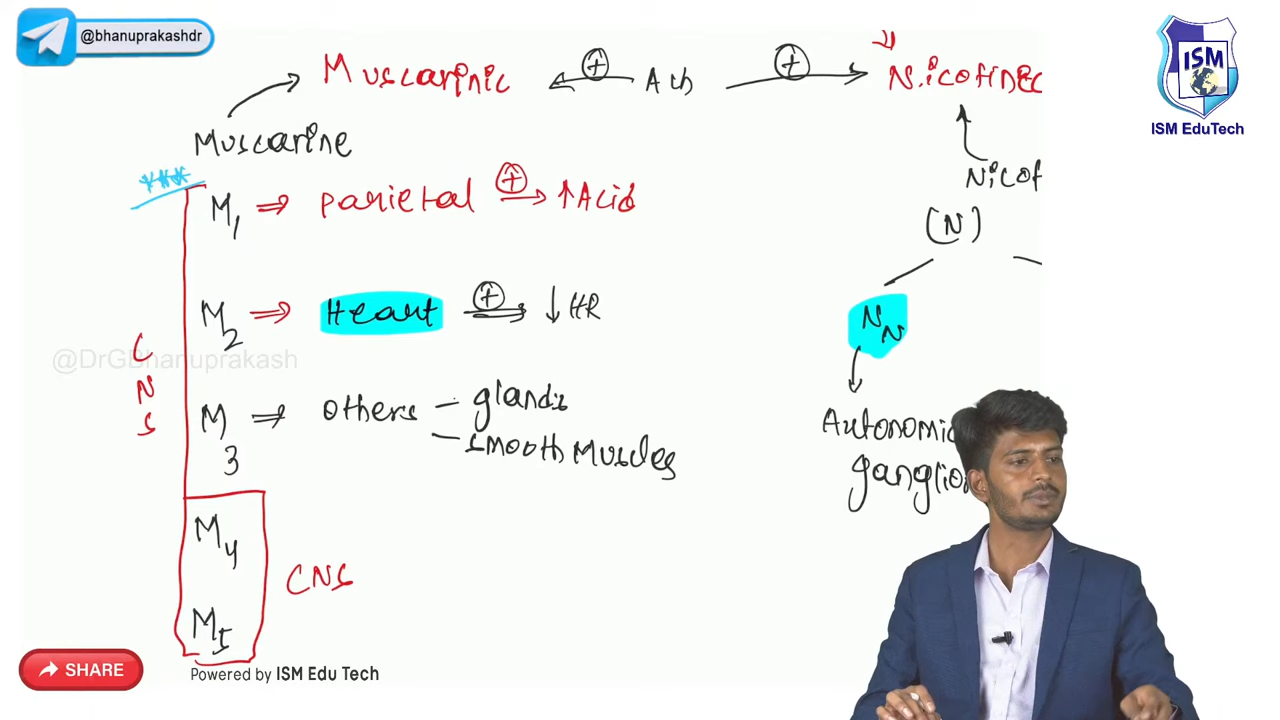 @bhanuprakashdr
ISM
ISM EduTech
Muscarinic ← + Ach + → Nicotinic
Muscarine
Nicot
***
M1 ⇒ parietal + → ↑ Acid
(N)
M2 ⇒ Heart + ⇒ ↓ HR
NN
CNS
@DrGBhanuprakash
M3 ⇒ others – glands
– smooth Muscles
Autonomic
ganglion
M4
CNS
M5
SHARE
Powered by ISM Edu Tech